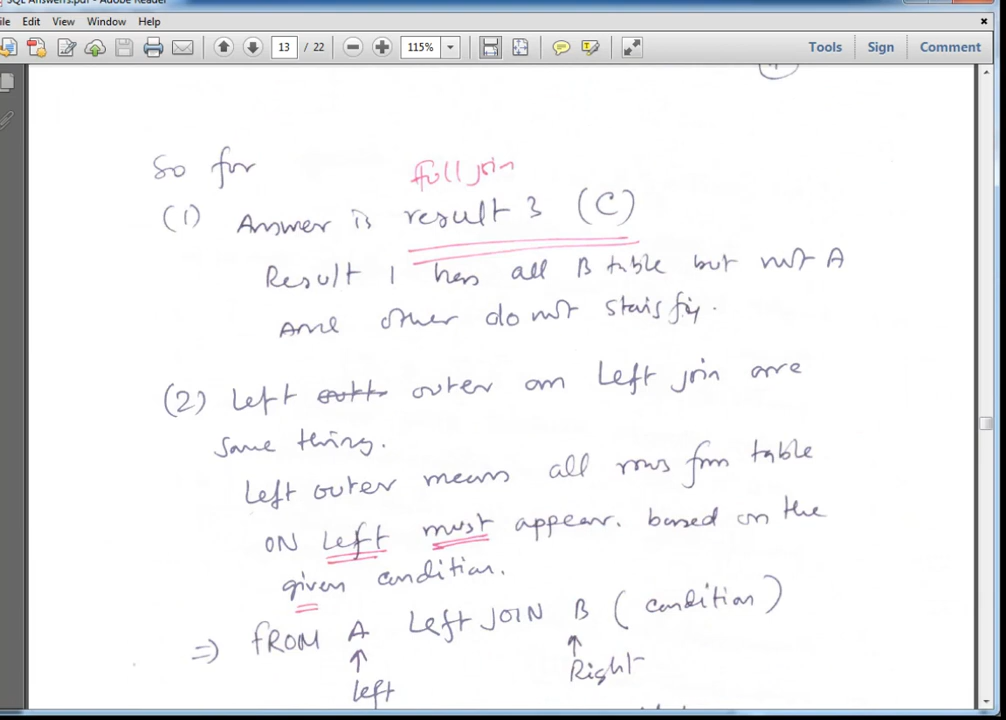 SQL Answers.pdf - Adobe Reader
File Edit View Window Help
13 / 22 115% Tools Sign Comment
So for
full join
(1) Answer is result 3 (C)
Result 1 has all B table but not A
And other do not staisfiy.
(2) Left outer an Left join are
same thing.
Left outer means all rows from table
ON Left must appear. based on the
given condition.
=> FROM A Left JOIN B (condition)
↑ ↑
left Right